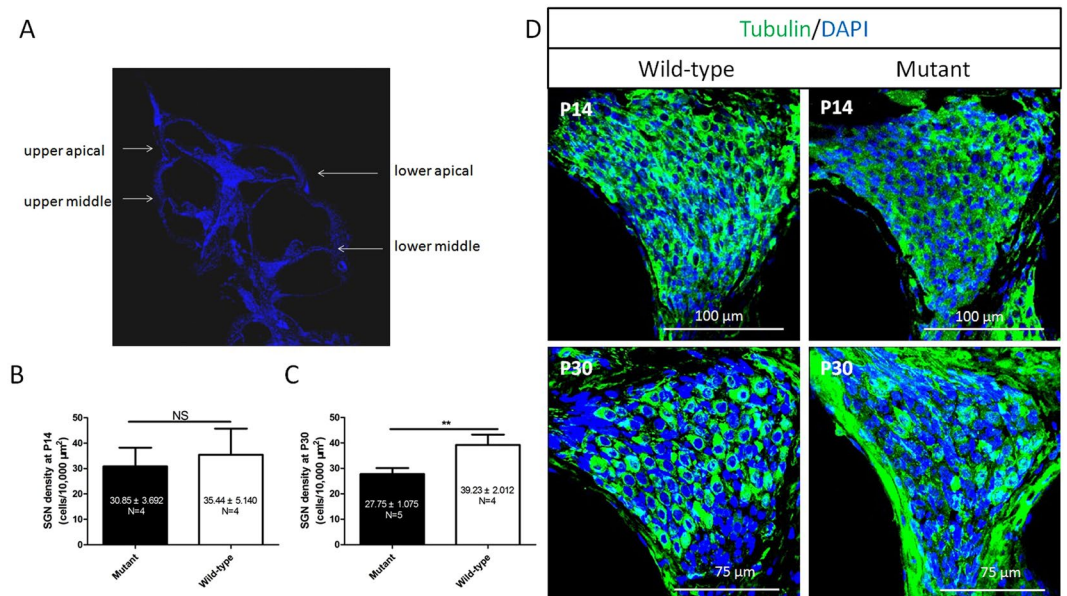 A
upper apical
upper middle
lower apical
lower middle
B
SGN density at P14
(cells/10,000 µm²)
50
40
30
20
10
0
NS
30.85 ± 3.692
N=4
35.44 ± 5.140
N=4
Mutant
Wild-type
C
SGN density at P30
(cells/10,000 µm²)
50
40
30
20
10
0
**
27.75 ± 1.075
N=5
39.23 ± 2.012
N=4
Mutant
Wild-type
D
Tubulin/DAPI
Wild-type
Mutant
P14
100 µm
P14
100 µm
P30
75 µm
P30
75 µm